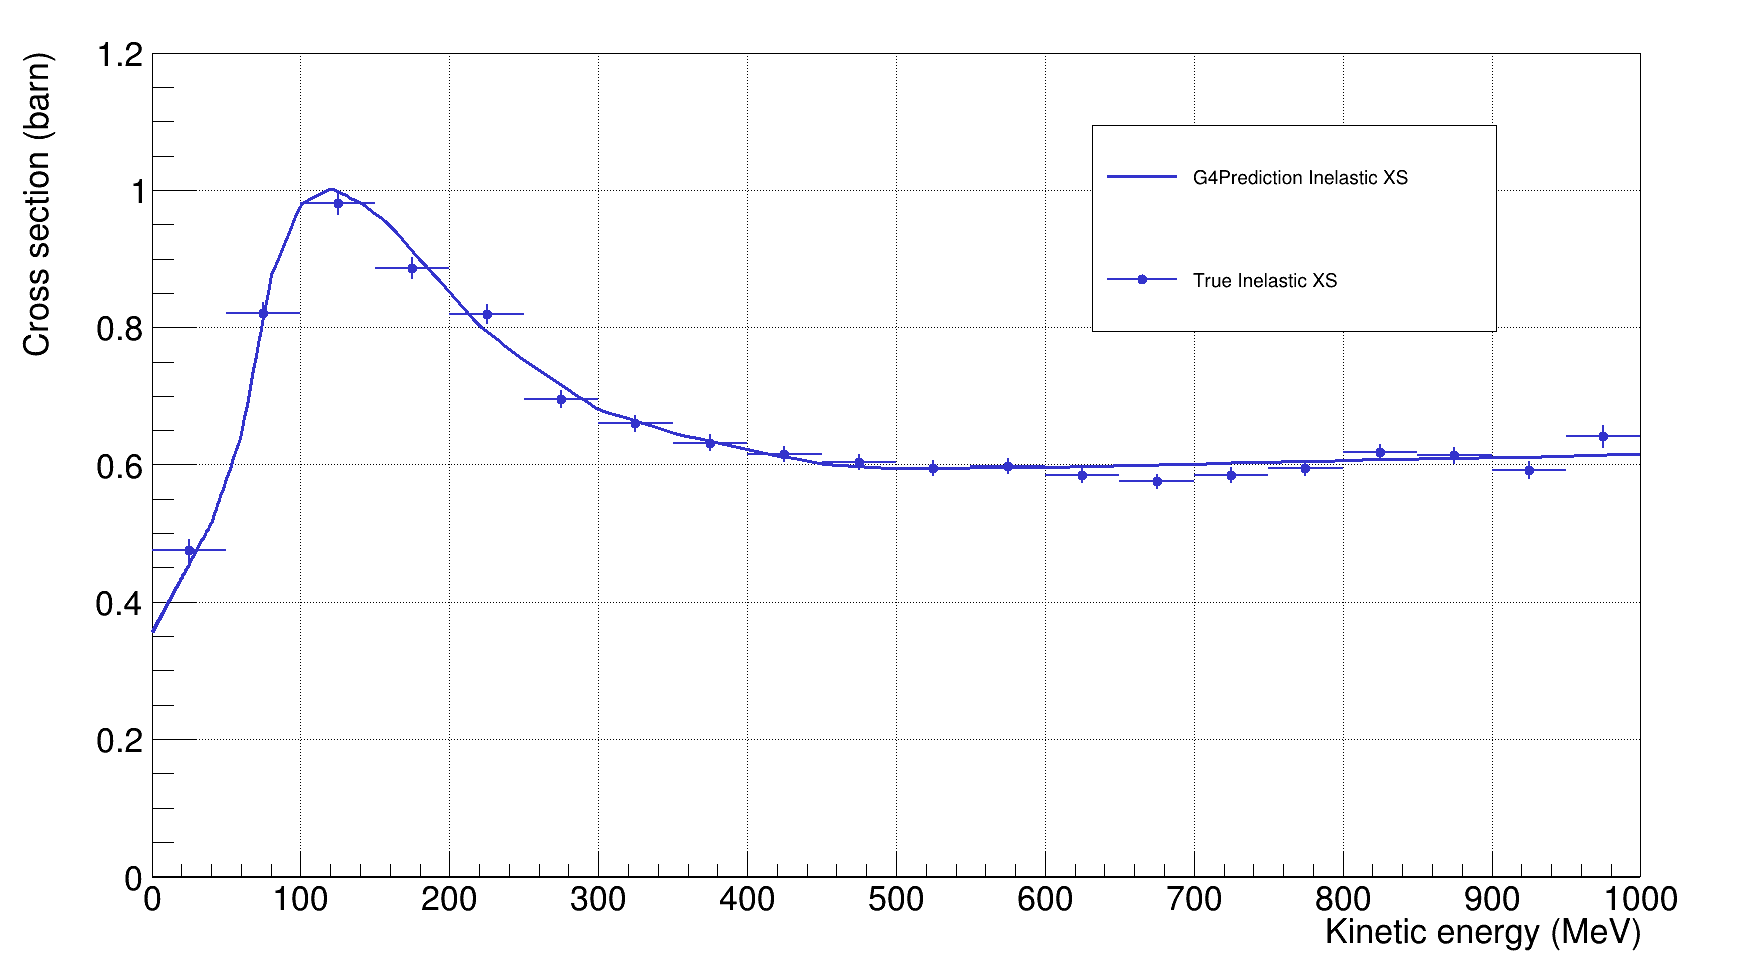 Cross section (barn)
1.2
1
0.8
0.6
0.4
0.2
0
G4Prediction Inelastic XS
True Inelastic XS
0 100 200 300 400 500 600 700 800 900 1000
Kinetic energy (MeV)